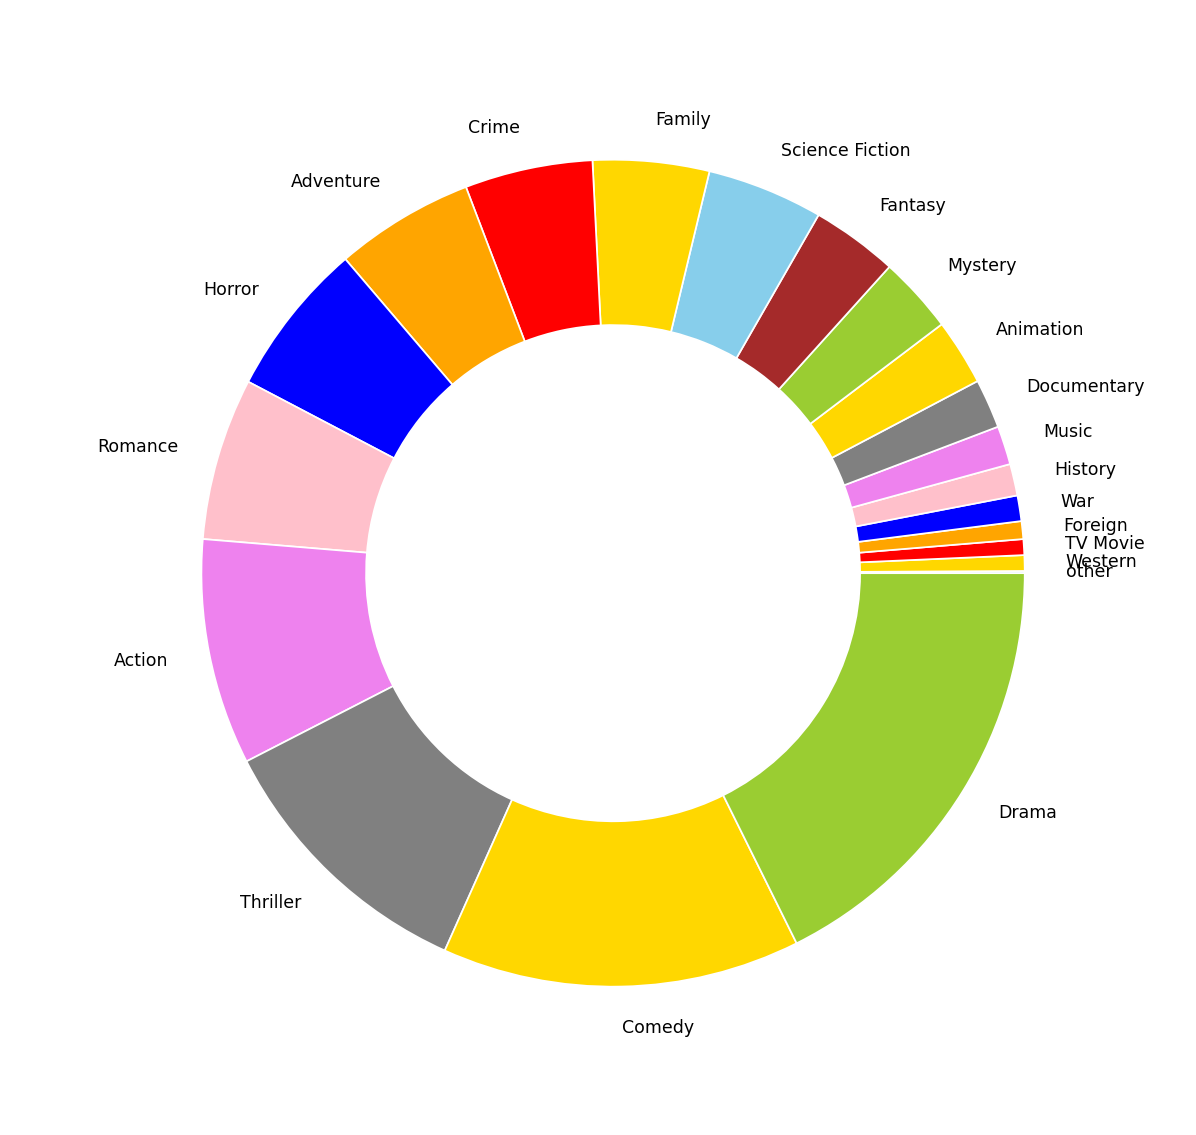 Family
Crime
Science Fiction
Adventure
Fantasy
Mystery
Horror
Animation
Documentary
Music
Romance
History
War
Foreign
TV Movie
Western
other
Action
Drama
Thriller
Comedy